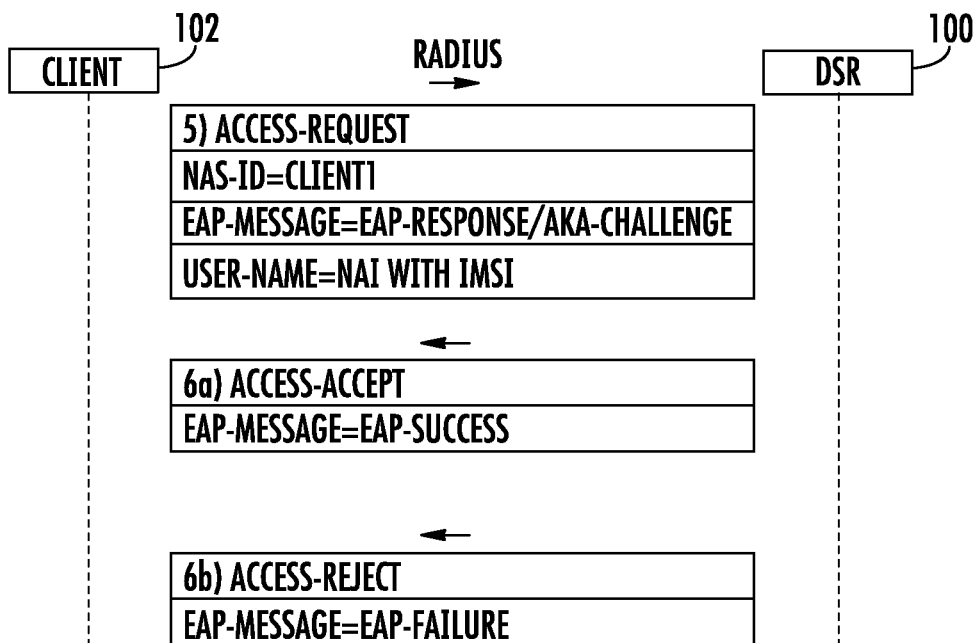 102
CLIENT
RADIUS
100
DSR
5) ACCESS-REQUEST
NAS-ID=CLIENT1
EAP-MESSAGE=EAP-RESPONSE/AKA-CHALLENGE
USER-NAME=NAI WITH IMSI
6a) ACCESS-ACCEPT
EAP-MESSAGE=EAP-SUCCESS
6b) ACCESS-REJECT
EAP-MESSAGE=EAP-FAILURE